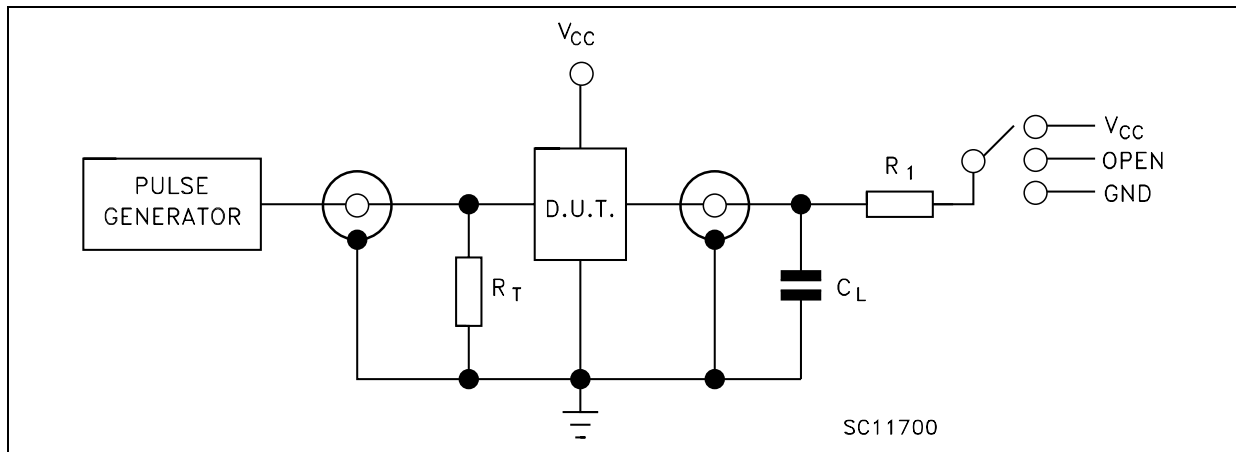 VCC
VCC
OPEN
GND
R1
PULSE
GENERATOR
D.U.T.
RT
CL
SC11700